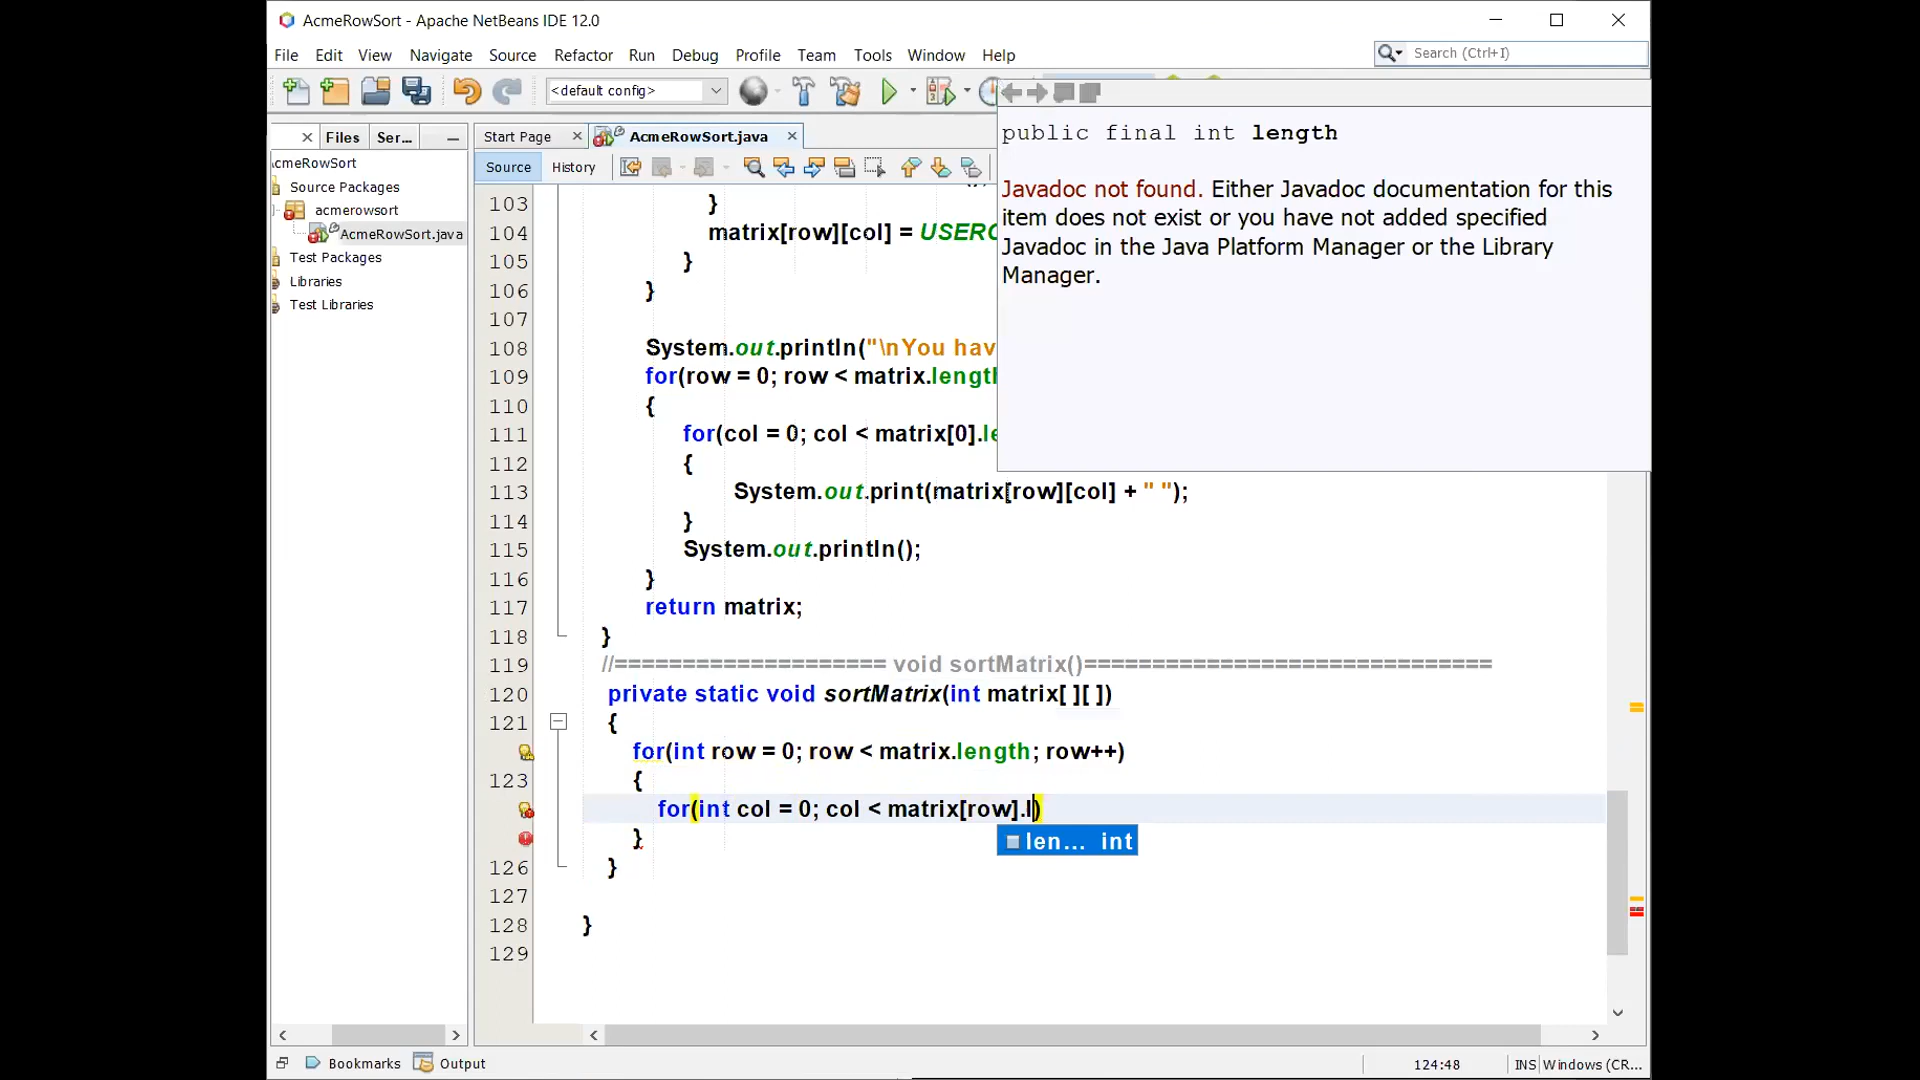 AcmeRowSort - Apache NetBeans IDE 12.0
File Edit View Navigate Source Refactor Run Debug Profile Team Tools Window Help
Search (Ctrl+I)
<default config>
Files Ser...
Start Page AcmeRowSort.java
Source History
cmeRowSort
Source Packages
acmerowsort
AcmeRowSort.java
Test Packages
Libraries
Test Libraries
public final int length
Javadoc not found. Either Javadoc documentation for this
item does not exist or you have not added specified
Javadoc in the Java Platform Manager or the Library
Manager.
103 }
104 matrix[row][col] = USERC
105 }
106 }
107
108 System.out.println("\nYou hav
109 for(row = 0; row < matrix.length
110 {
111 for(col = 0; col < matrix[0].le
112 {
113 System.out.print(matrix[row][col] + " ");
114 }
115 System.out.println();
116 }
117 return matrix;
118 }
119 //==================== void sortMatrix()==============================
120 private static void sortMatrix(int matrix[ ][ ])
121 {
for(int row = 0; row < matrix.length; row++)
123 {
for(int col = 0; col < matrix[row].l)
len... int
}
126 }
127
128 }
129
Bookmarks Output
124:48 INS Windows (CR...